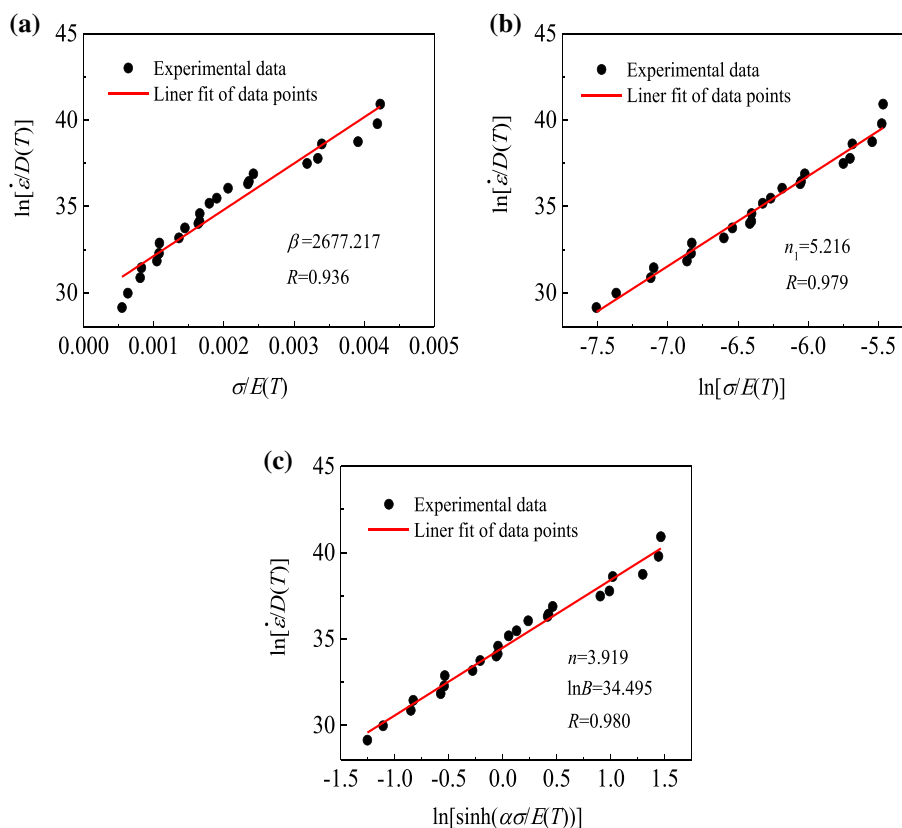 (a)
45
40
35
30
ln[ε̇/D(T)]
Experimental data
Liner fit of data points
β=2677.217
R=0.936
0.000 0.001 0.002 0.003 0.004 0.005
σ/E(T)
(b)
45
40
35
30
ln[ε̇/D(T)]
Experimental data
Liner fit of data points
n₁=5.216
R=0.979
-7.5 -7.0 -6.5 -6.0 -5.5
ln[σ/E(T)]
(c)
45
40
35
30
ln[ε̇/D(T)]
Experimental data
Liner fit of data points
n=3.919
lnB=34.495
R=0.980
-1.5 -1.0 -0.5 0.0 0.5 1.0 1.5
ln[sinh(ασ/E(T))]